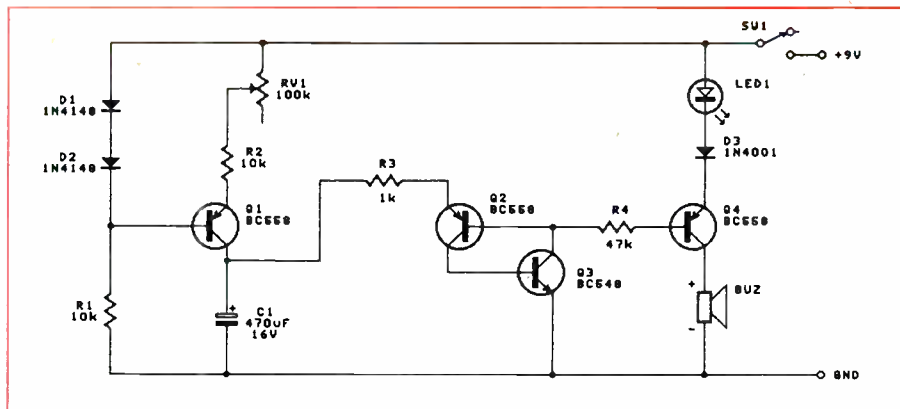 SW1
+9V
LED1
RV1
100k
D1
1N4148
D2
1N4148
R2
10k
R3
1k
D3
1N4001
Q1
BC558
Q2
BC558
R4
47k
Q4
BC558
Q3
BC548
R1
10k
C1
470uF
16V
+
+
BUZ
-
GND